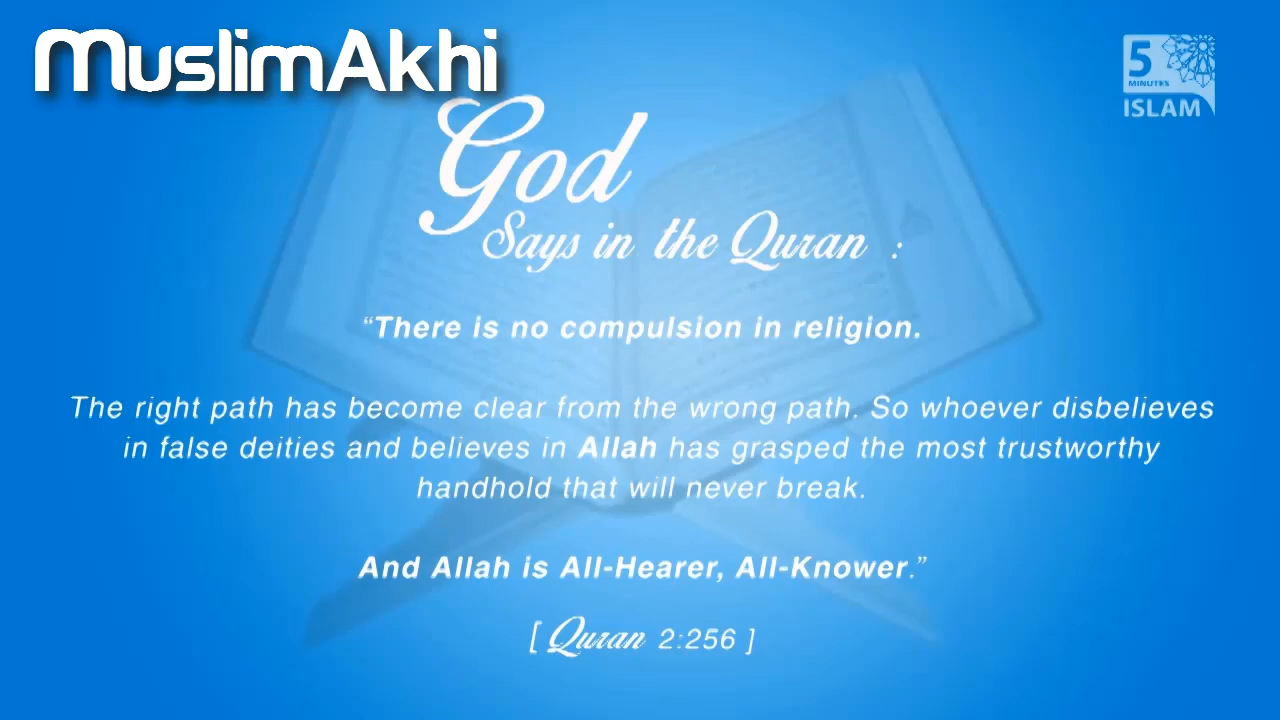 MuslimAkhi
5
MINUTES
ISLAM
God
Says in the Quran :
“There is no compulsion in religion.
The right path has become clear from the wrong path. So whoever disbelieves
in false deities and believes in Allah has grasped the most trustworthy
handhold that will never break.
And Allah is All-Hearer, All-Knower.”
[ Quran 2:256 ]